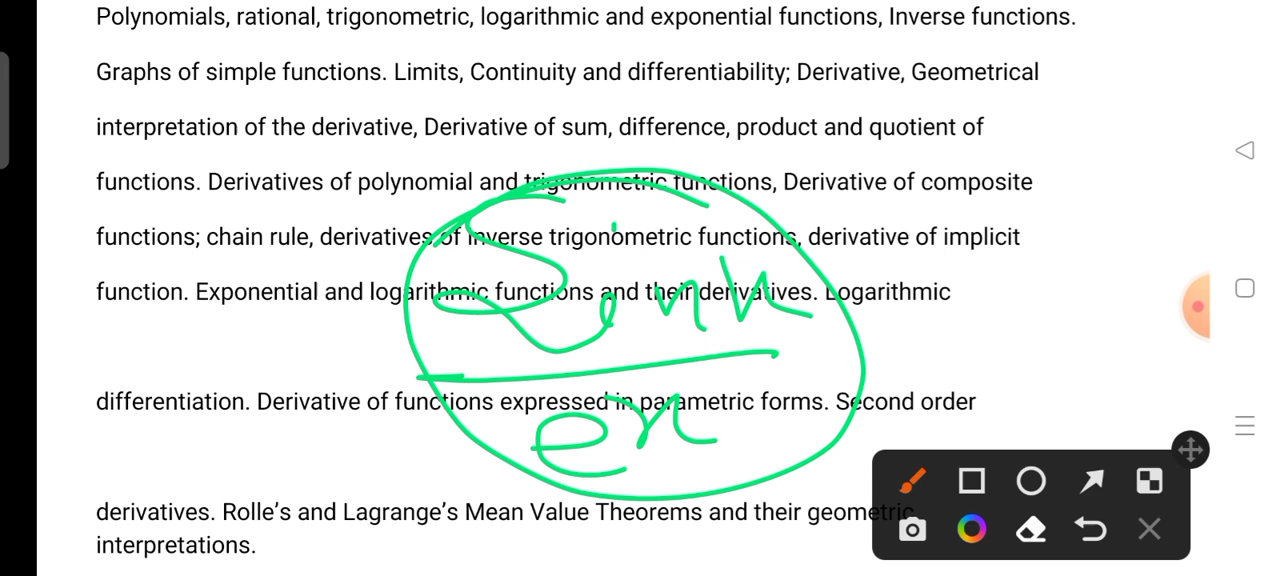 Polynomials, rational, trigonometric, logarithmic and exponential functions, Inverse functions.
Graphs of simple functions. Limits, Continuity and differentiability; Derivative, Geometrical
interpretation of the derivative, Derivative of sum, difference, product and quotient of
functions. Derivatives of polynomial and trigonometric functions, Derivative of composite
functions; chain rule, derivatives of inverse trigonometric functions, derivative of implicit
function. Exponential and logarithmic functions and their derivatives. Logarithmic
Sinx
differentiation. Derivative of functions expressed in parametric forms. Second order
ex
derivatives. Rolle’s and Lagrange’s Mean Value Theorems and their geometric
interpretations.